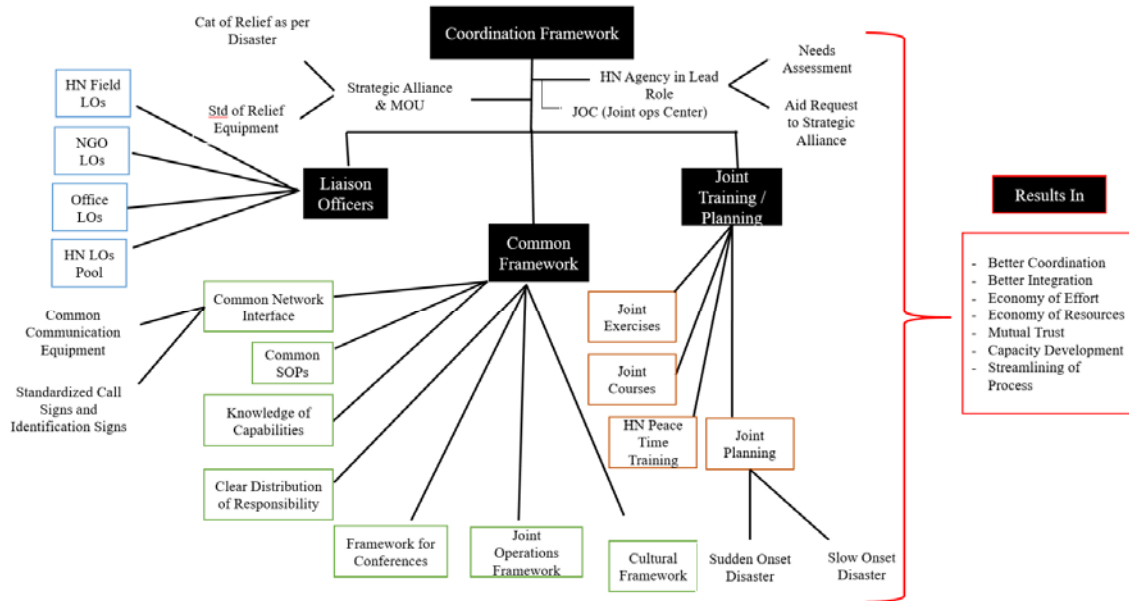 Coordination Framework
Cat of Relief as per
Disaster
Std of Relief
Equipment
Strategic Alliance
& MOU
HN Agency in Lead
Role
JOC (Joint ops Center)
Needs
Assessment
Aid Request
to Strategic
Alliance
HN Field
LOs
NGO
LOs
Office
LOs
HN LOs
Pool
Liaison
Officers
Common
Framework
Joint
Training /
Planning
Common Network
Interface
Common
Communication
Equipment
Standardized Call
Signs and
Identification Signs
Common
SOPs
Knowledge of
Capabilities
Clear Distribution
of Responsibility
Framework for
Conferences
Joint
Operations
Framework
Cultural
Framework
Joint
Exercises
Joint
Courses
HN Peace
Time
Training
Joint
Planning
Sudden Onset
Disaster
Slow Onset
Disaster
Results In
- Better Coordination
- Better Integration
- Economy of Effort
- Economy of Resources
- Mutual Trust
- Capacity Development
- Streamlining of
Process